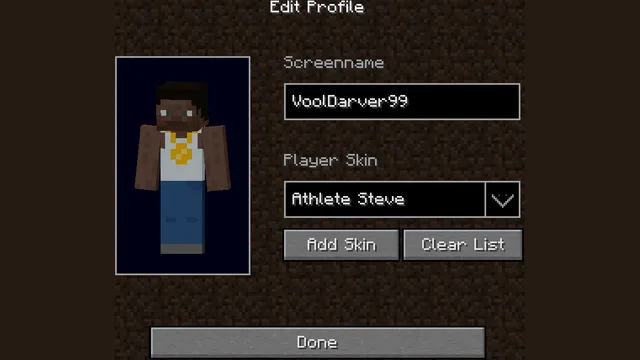 Edit Profile
Screenname
VoolDarver99
Player Skin
Athlete Steve
Add Skin
Clear List
Done